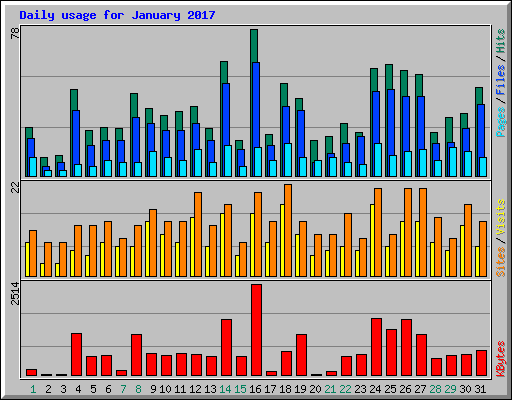 Daily usage for January 2017
78
Pages / Files / Hits
22
Sites / Visits
2514
KBytes
1 2 3 4 5 6 7 8 9 10 11 12 13 14 15 16 17 18 19 20 21 22 23 24 25 26 27 28 29 30 31